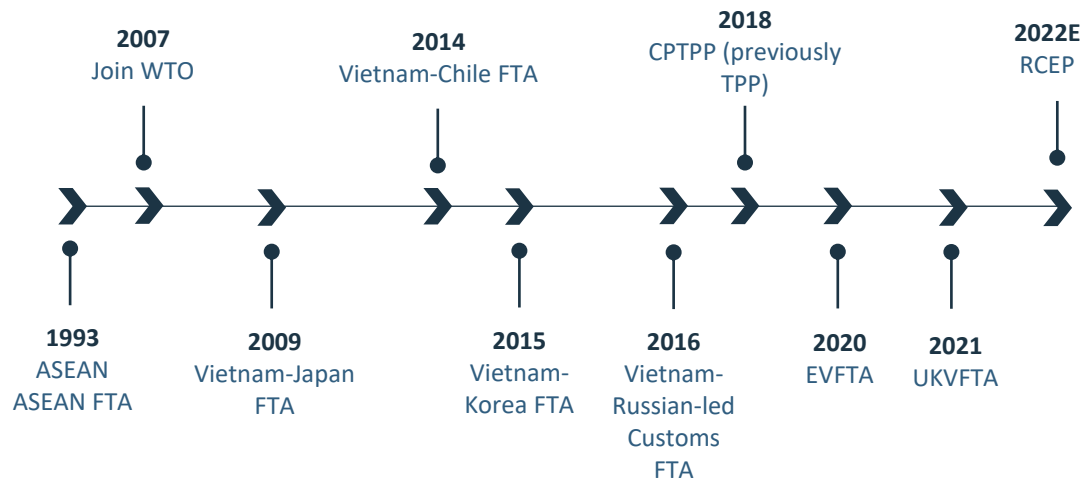 2007
Join WTO
2014
Vietnam-Chile FTA
2018
CPTPP (previously
TPP)
2022E
RCEP
1993
ASEAN
ASEAN FTA
2009
Vietnam-Japan
FTA
2015
Vietnam-
Korea FTA
2016
Vietnam-
Russian-led
Customs
FTA
2020
EVFTA
2021
UKVFTA